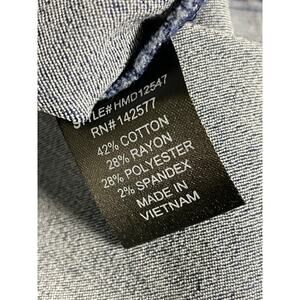 STYLE# HMD12547
RN# 142577
42% COTTON
28% RAYON
28% POLYESTER
2% SPANDEX
MADE IN
VIETNAM